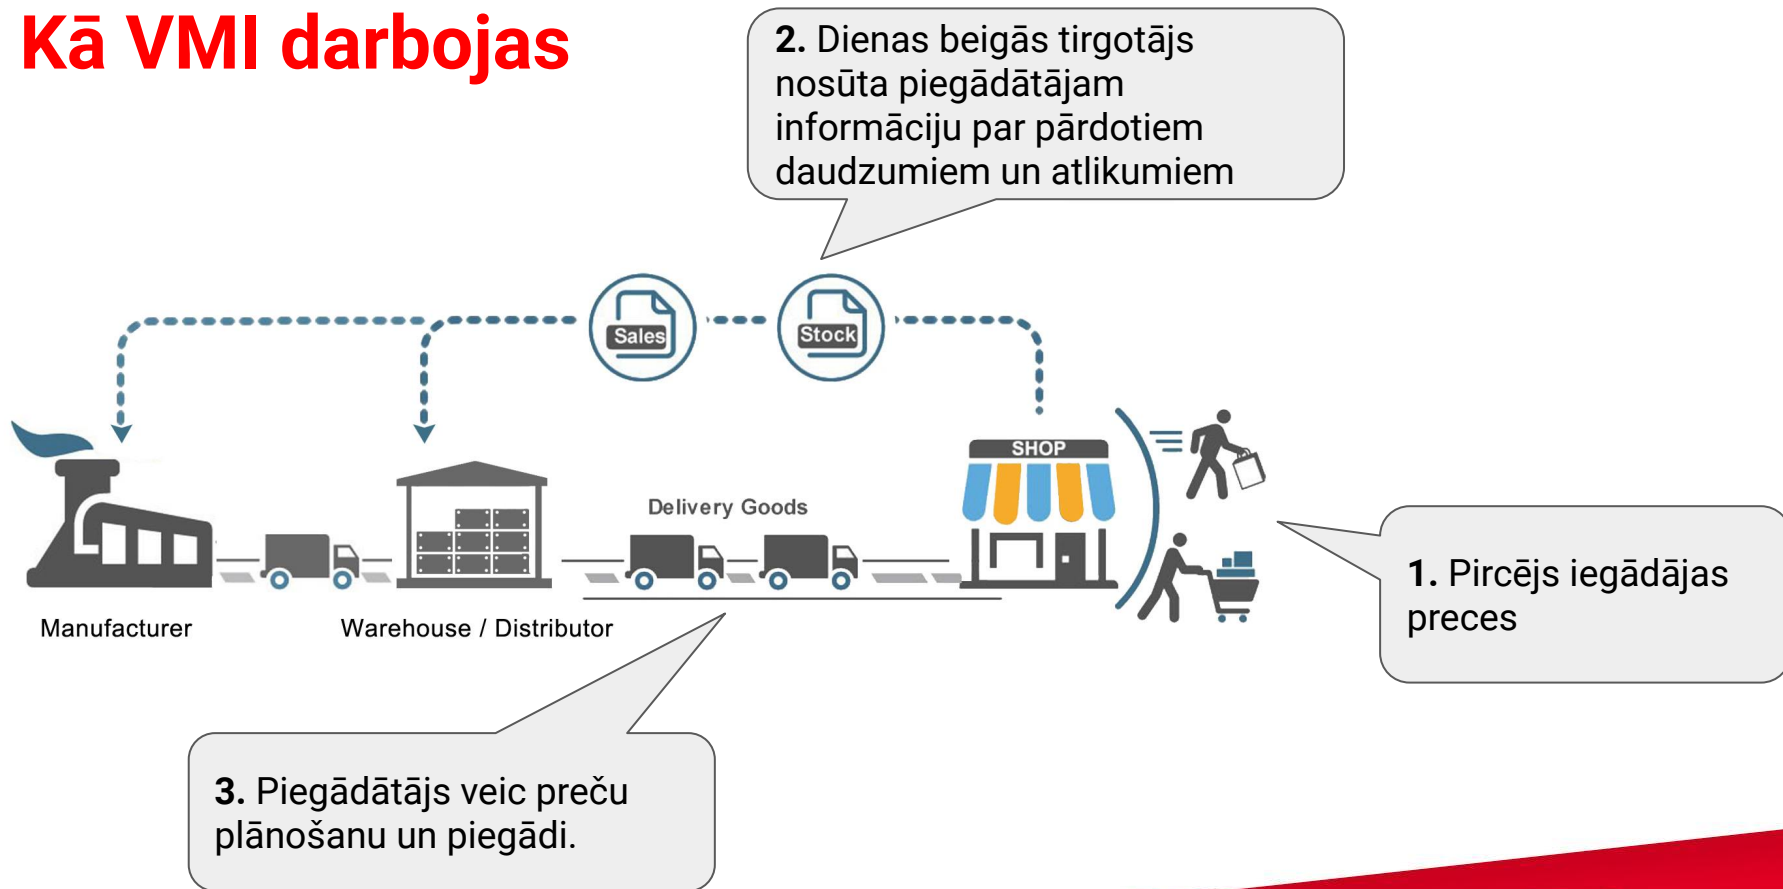 Kā VMI darbojas
2. Dienas beigās tirgotājs
nosūta piegādātājam
informāciju par pārdotiem
daudzumiem un atlikumiem
Sales
Stock
SHOP
Delivery Goods
1. Pircējs iegādājas
preces
Manufacturer
Warehouse / Distributor
3. Piegādātājs veic preču
plānošanu un piegādi.